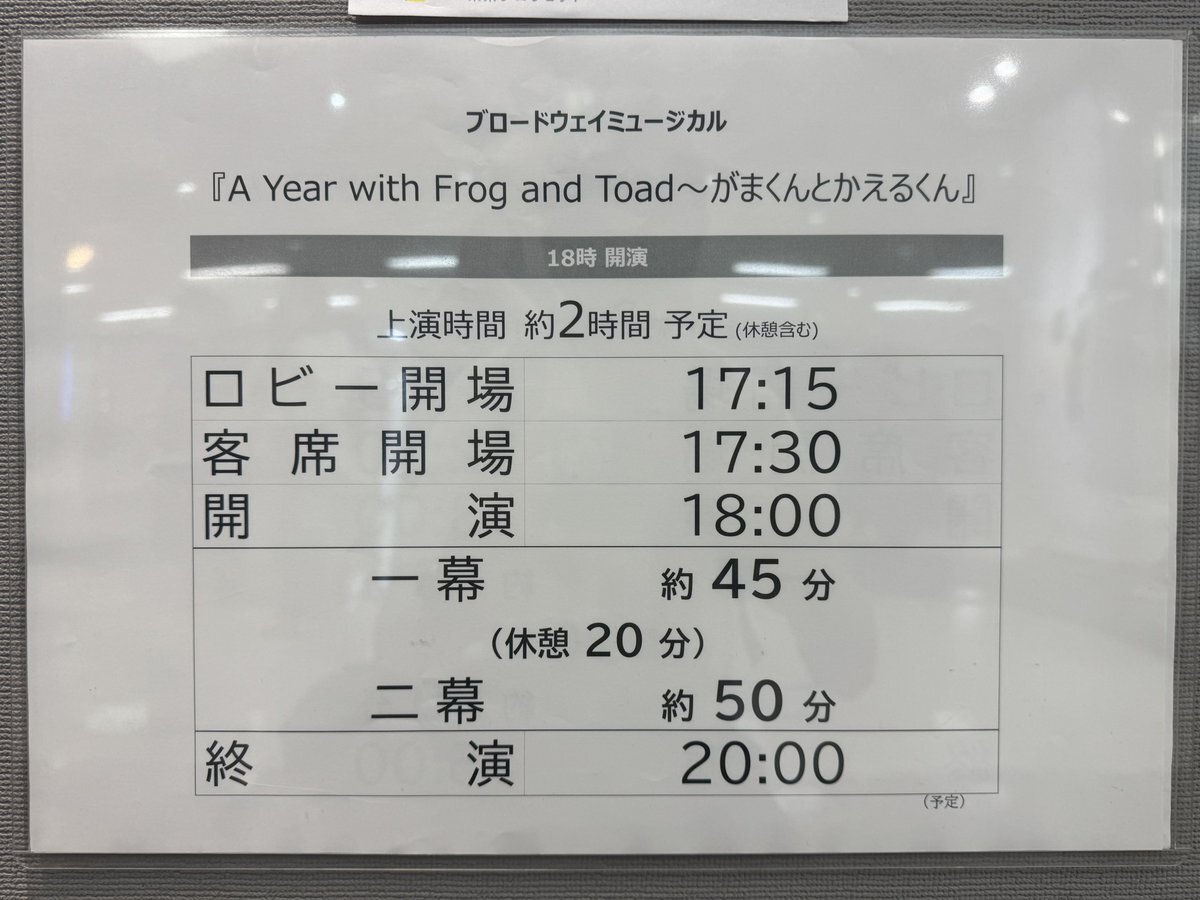 ブロードウェイミュージカル
『A Year with Frog and Toad～がまくんとかえるくん』
18時 開演
上演時間 約2時間 予定 (休憩含む)
ロビー開場 17:15
客席開場 17:30
開演 18:00
一幕 約 45 分
(休憩 20 分)
二幕 約 50 分
終演 20:00
(予定)